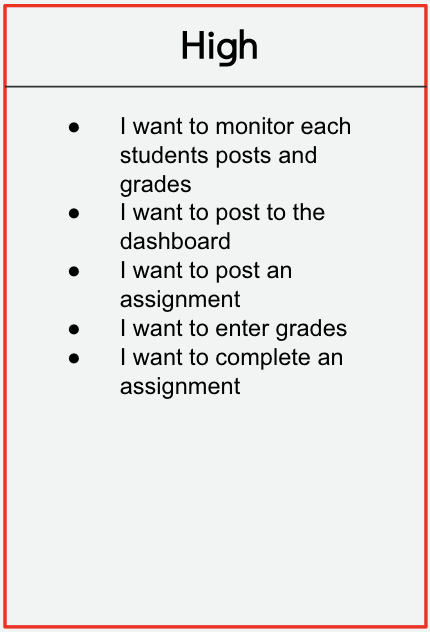 High
● I want to monitor each
students posts and
grades
● I want to post to the
dashboard
● I want to post an
assignment
● I want to enter grades
● I want to complete an
assignment